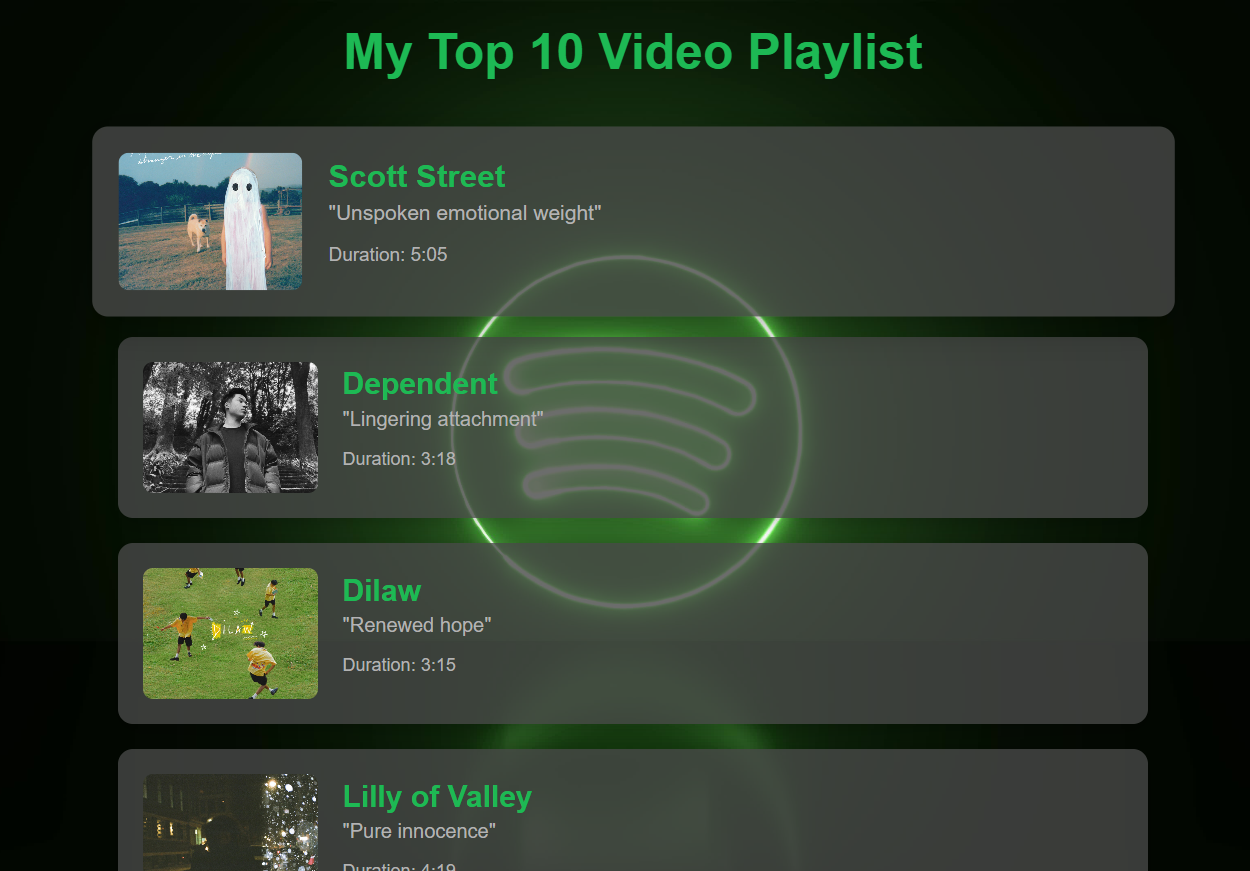 My Top 10 Video Playlist
Scott Street
"Unspoken emotional weight"
Duration: 5:05
Dependent
"Lingering attachment"
Duration: 3:18
Dilaw
"Renewed hope"
Duration: 3:15
DILAW
Lilly of Valley
"Pure innocence"
Duration: 4:19